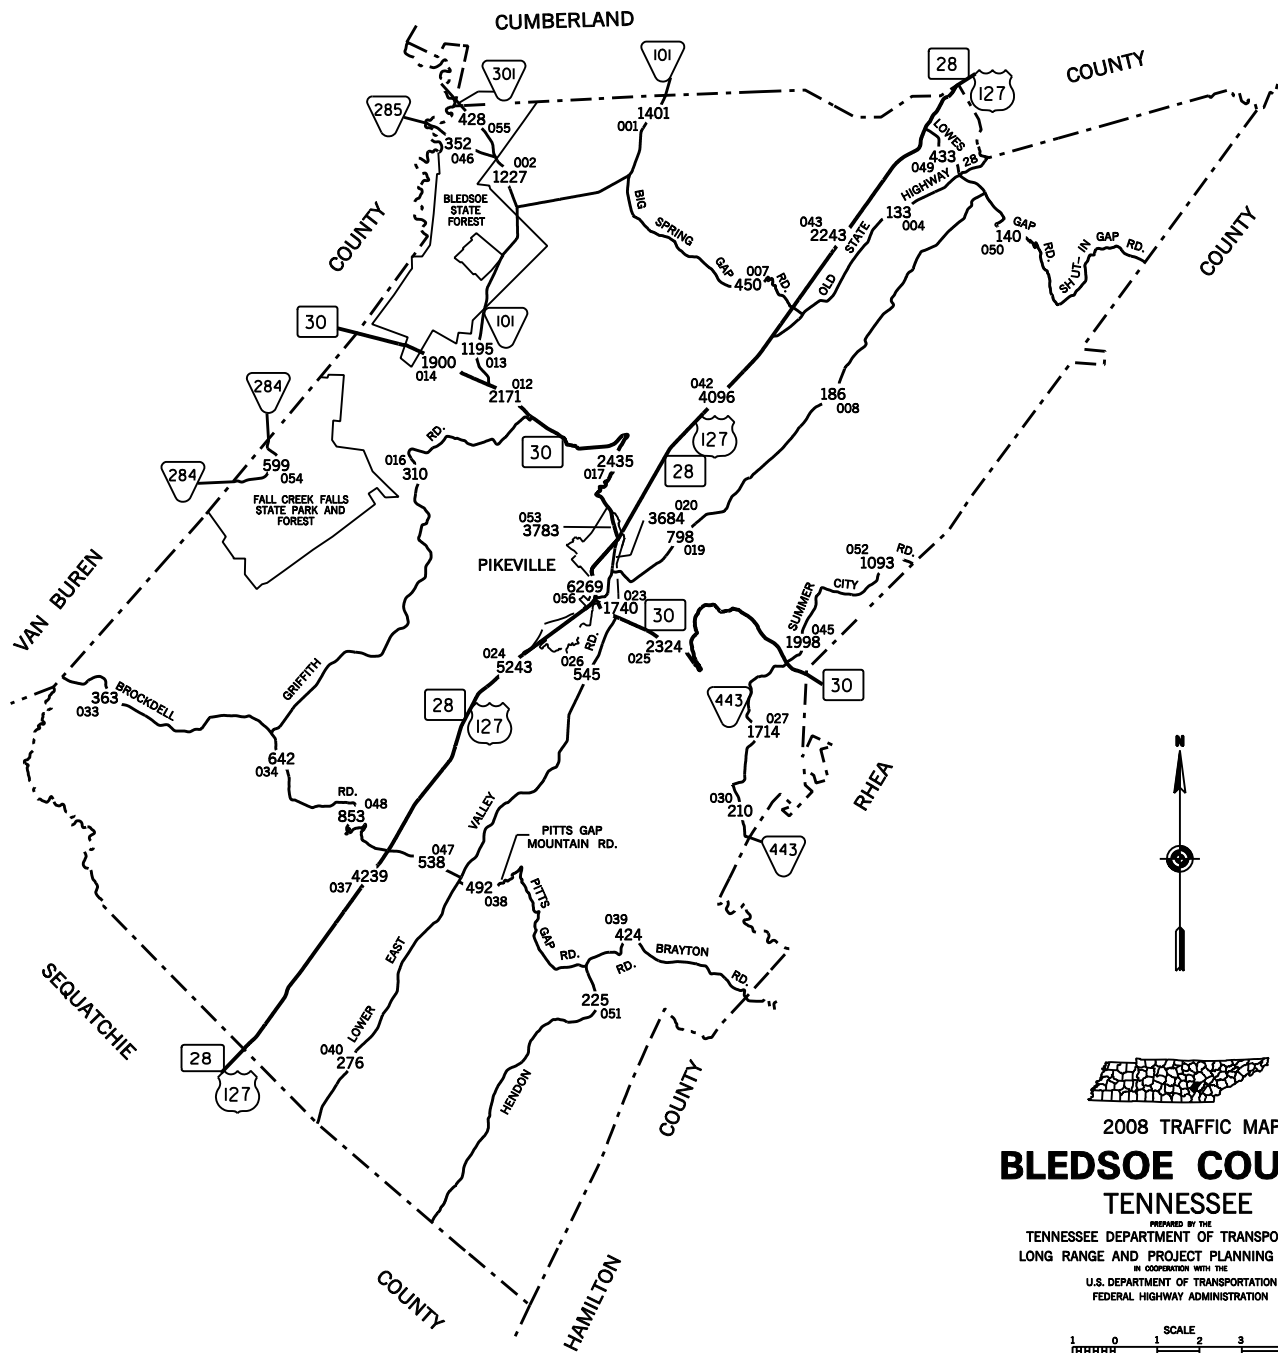 CUMBERLAND
COUNTY
301
101
28
127
285
428
055
352
046
002
1227
1401
001
LOWES
433
049
28
HIGHWAY
BLEDSOE
STATE
FOREST
COUNTY
BIG
SPRING
GAP
RD.
007
450
043
2243
133
004
OLD
STATE
GAP
RD.
140
050
SHUT-IN GAP RD.
COUNTY
30
101
1195
013
1900
014
012
2171
042
4096
186
008
284
284
599
054
FALL CREEK FALLS
STATE PARK AND
FOREST
RD.
016
310
30
2435
017
127
28
053
3783
020
3684
798
019
PIKEVILLE
6269
056
023
1740
30
2324
025
052
1093
RD.
CITY
SUMMER
045
1998
30
VAN BUREN
GRIFFITH
024
5243
026
RD.
545
28
127
443
027
1714
363
033
BROCKDELL
642
034
RD.
048
853
030
210
443
RHEA
N
VALLEY
PITTS GAP
MOUNTAIN RD.
047
538
4239
037
492
038
PITTS
GAP
RD.
039
424
RD.
BRAYTON
RD.
EAST
LOWER
225
051
SEQUATCHIE
28
127
040
276
HENDON
COUNTY
COUNTY
HAMILTON
2008 TRAFFIC MAP
BLEDSOE COU
TENNESSEE
PREPARED BY THE
TENNESSEE DEPARTMENT OF TRANSPO
LONG RANGE AND PROJECT PLANNING
IN COOPERATION WITH THE
U.S. DEPARTMENT OF TRANSPORTATION
FEDERAL HIGHWAY ADMINISTRATION
SCALE
1 0 1 2 3